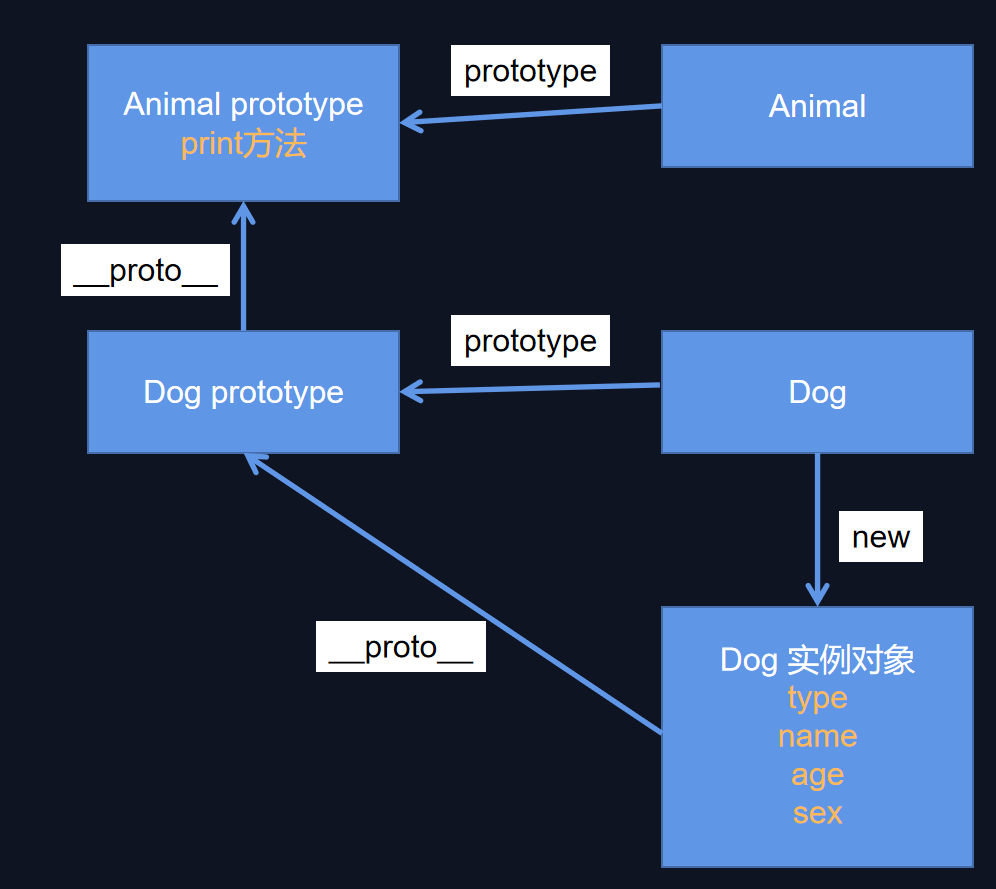 prototype
Animal prototype
print方法
Animal
__proto__
prototype
Dog prototype
Dog
new
__proto__
Dog 实例对象
type
name
age
sex